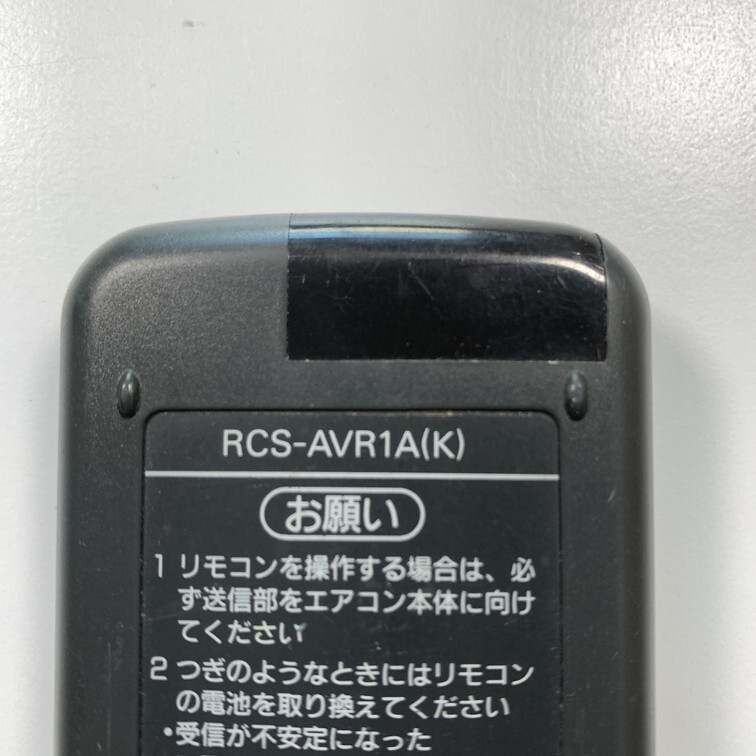 RCS-AVR1A(K)
お願い
1 リモコンを操作する場合は、必
ず送信部をエアコン本体に向け
てください
2 つぎのようなときにはリモコン
の電池を取り換えてください
・受信が不安定になった